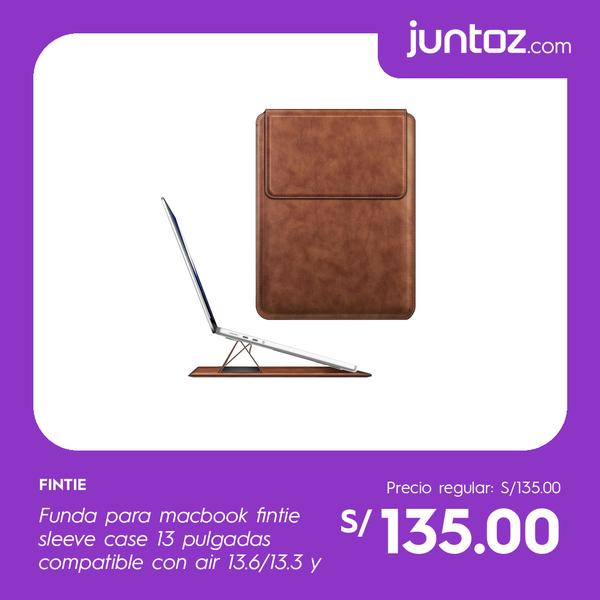 juntoz.com
FINTIE
Funda para macbook fintie
sleeve case 13 pulgadas
compatible con air 13.6/13.3 y
Precio regular: S/135.00
S/ 135.00